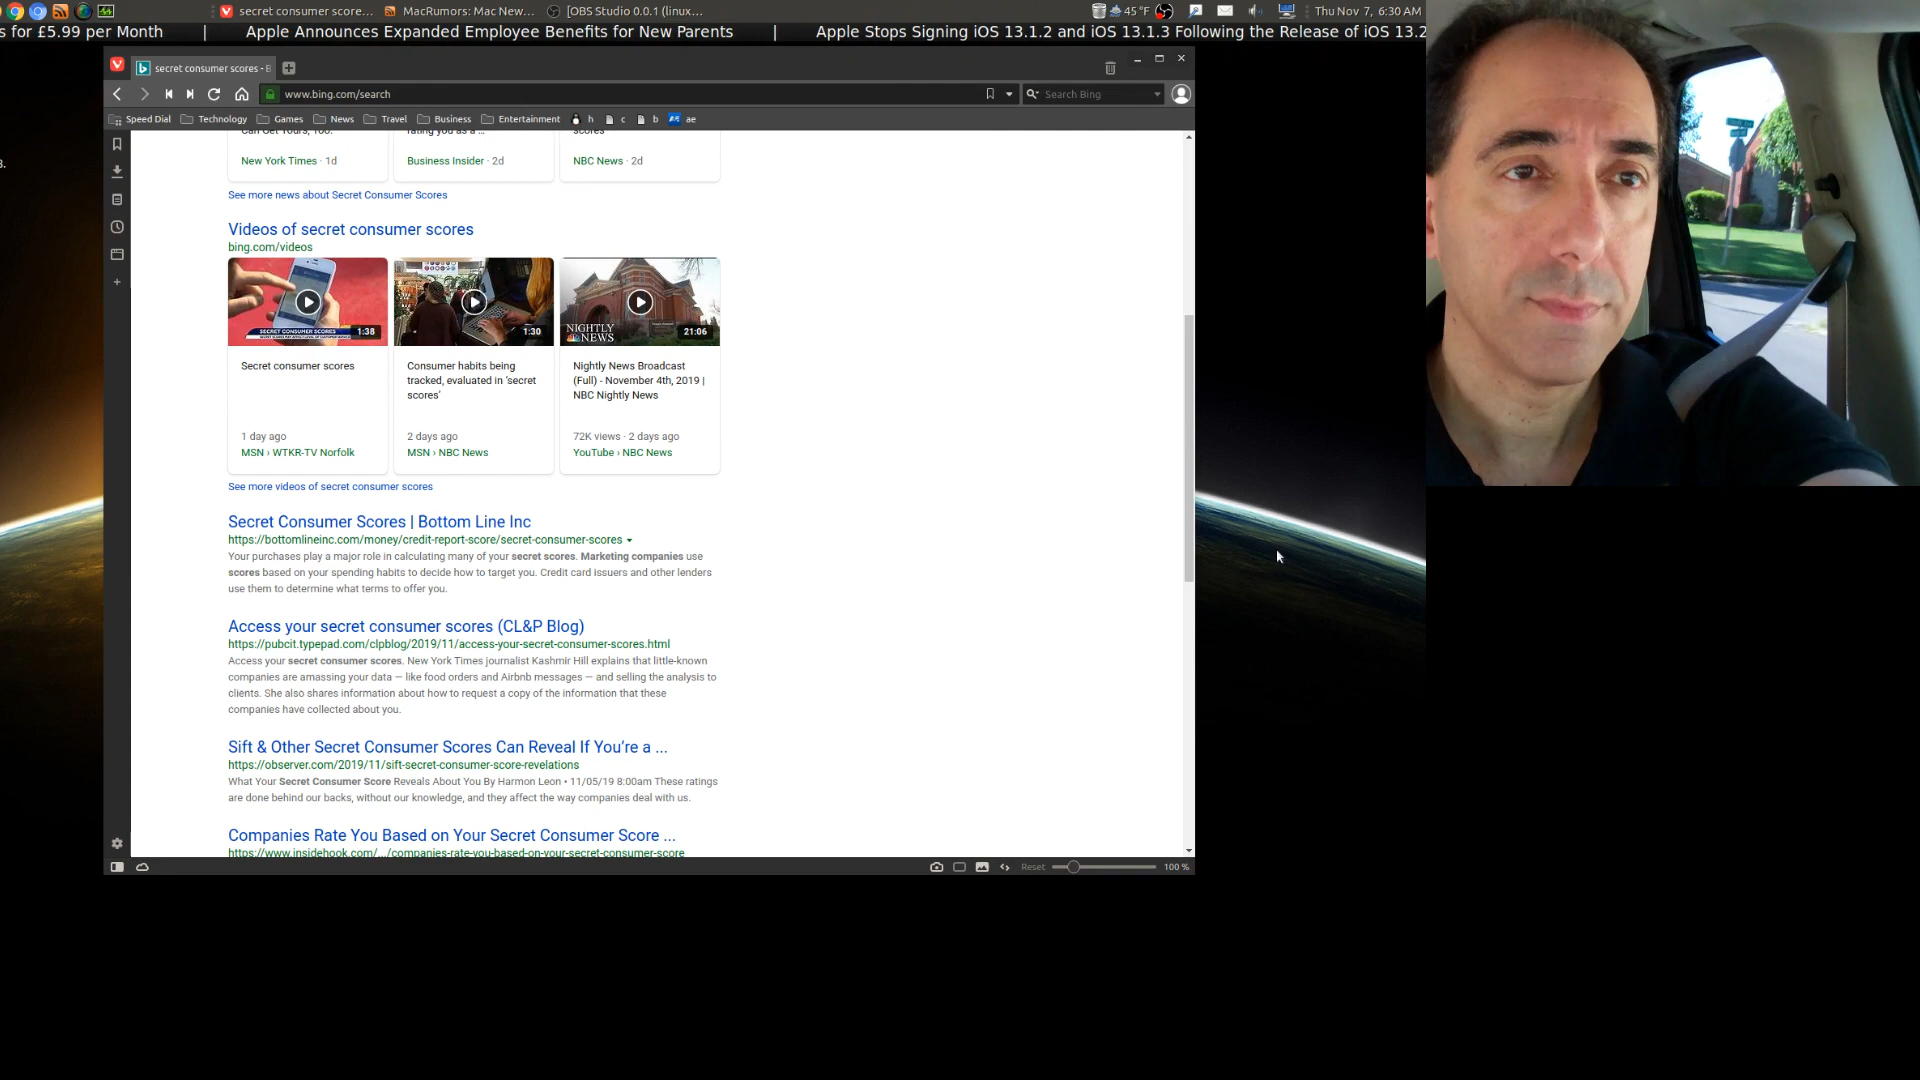 secret consumer score...
MacRumors: Mac New...
[OBS Studio 0.0.1 (linux...
45 °F
Thu Nov 7, 6:30 AM
s for £5.99 per Month | Apple Announces Expanded Employee Benefits for New Parents | Apple Stops Signing iOS 13.1.2 and iOS 13.1.3 Following the Release of iOS 13.2
secret consumer scores - B
www.bing.com/search
Search Bing
Speed Dial Technology Games News Travel Business Entertainment h c b ae
3.
Can Get Yours, Too.
rating you as a ...
scores
New York Times · 1d
Business Insider · 2d
NBC News · 2d
See more news about Secret Consumer Scores
Videos of secret consumer scores
bing.com/videos
SECRET CONSUMER SCORES
1:38
1:30
NIGHTLY
NEWS
21:06
Secret consumer scores
1 day ago
MSN › WTKR-TV Norfolk
Consumer habits being
tracked, evaluated in 'secret
scores'
2 days ago
MSN › NBC News
Nightly News Broadcast
(Full) - November 4th, 2019 |
NBC Nightly News
72K views · 2 days ago
YouTube › NBC News
See more videos of secret consumer scores
Secret Consumer Scores | Bottom Line Inc
https://bottomlineinc.com/money/credit-report-score/secret-consumer-scores
Your purchases play a major role in calculating many of your secret scores. Marketing companies use
scores based on your spending habits to decide how to target you. Credit card issuers and other lenders
use them to determine what terms to offer you.
Access your secret consumer scores (CL&P Blog)
https://pubcit.typepad.com/clpblog/2019/11/access-your-secret-consumer-scores.html
Access your secret consumer scores. New York Times journalist Kashmir Hill explains that little-known
companies are amassing your data — like food orders and Airbnb messages — and selling the analysis to
clients. She also shares information about how to request a copy of the information that these
companies have collected about you.
Sift & Other Secret Consumer Scores Can Reveal If You're a ...
https://observer.com/2019/11/sift-secret-consumer-score-revelations
What Your Secret Consumer Score Reveals About You By Harmon Leon • 11/05/19 8:00am These ratings
are done behind our backs, without our knowledge, and they affect the way companies deal with us.
Companies Rate You Based on Your Secret Consumer Score ...
https://www.insidehook.com/.../companies-rate-you-based-on-your-secret-consumer-score
Reset
100 %